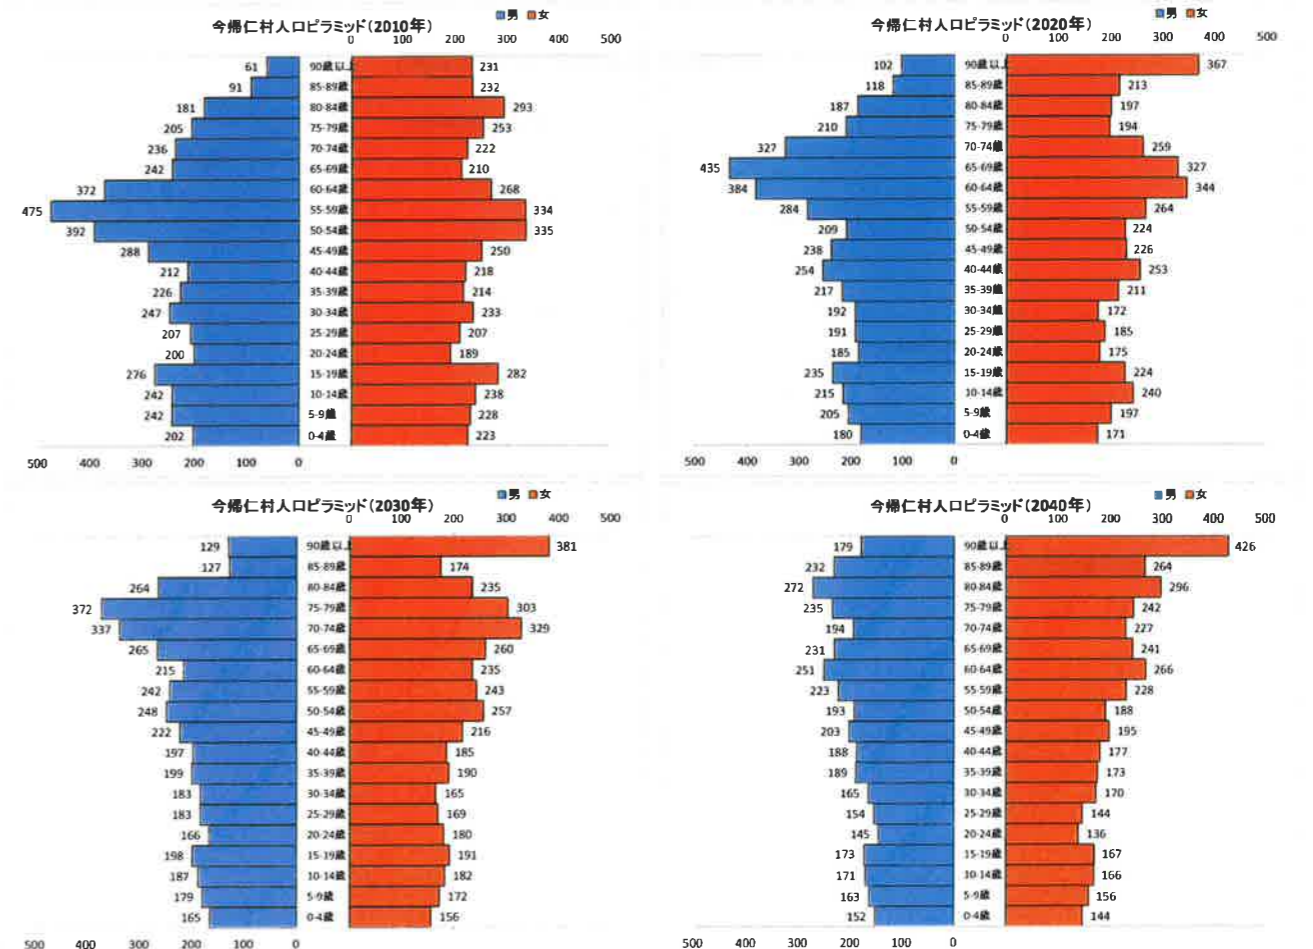 ■男 ■女
今帰仁村人口ピラミッド(2010年)
0 100 200 300 400 500
61 90歳以上 231
91 85-89歳 232
181 80-84歳 293
205 75-79歳 253
236 70-74歳 222
242 65-69歳 210
372 60-64歳 268
475 55-59歳 334
392 50-54歳 335
288 45-49歳 250
212 40-44歳 218
226 35-39歳 214
247 30-34歳 233
207 25-29歳 207
200 20-24歳 189
276 15-19歳 282
242 10-14歳 238
242 5-9歳 228
202 0-4歳 223
500 400 300 200 100 0
■男 ■女
今帰仁村人口ピラミッド(2020年)
0 100 200 300 400 500
102 90歳以上 367
118 85-89歳 213
187 80-84歳 197
210 75-79歳 194
327 70-74歳 259
435 65-69歳 327
384 60-64歳 344
284 55-59歳 264
209 50-54歳 224
238 45-49歳 226
254 40-44歳 253
217 35-39歳 211
192 30-34歳 172
191 25-29歳 185
185 20-24歳 175
235 15-19歳 224
215 10-14歳 240
205 5-9歳 197
180 0-4歳 171
500 400 300 200 100 0
■男 ■女
今帰仁村人口ピラミッド(2030年)
0 100 200 300 400 500
129 90歳以上 381
127 85-89歳 174
264 80-84歳 235
372 75-79歳 303
337 70-74歳 329
265 65-69歳 260
215 60-64歳 235
242 55-59歳 243
248 50-54歳 257
222 45-49歳 216
197 40-44歳 185
199 35-39歳 190
183 30-34歳 165
183 25-29歳 169
166 20-24歳 180
198 15-19歳 191
187 10-14歳 182
179 5-9歳 172
165 0-4歳 156
500 400 300 200 100 0
■男 ■女
今帰仁村人口ピラミッド(2040年)
0 100 200 300 400 500
179 90歳以上 426
232 85-89歳 264
272 80-84歳 296
235 75-79歳 242
194 70-74歳 227
231 65-69歳 241
251 60-64歳 266
223 55-59歳 228
193 50-54歳 188
203 45-49歳 195
188 40-44歳 177
189 35-39歳 173
165 30-34歳 170
154 25-29歳 144
145 20-24歳 136
173 15-19歳 167
171 10-14歳 166
163 5-9歳 156
152 0-4歳 144
500 400 300 200 100 0